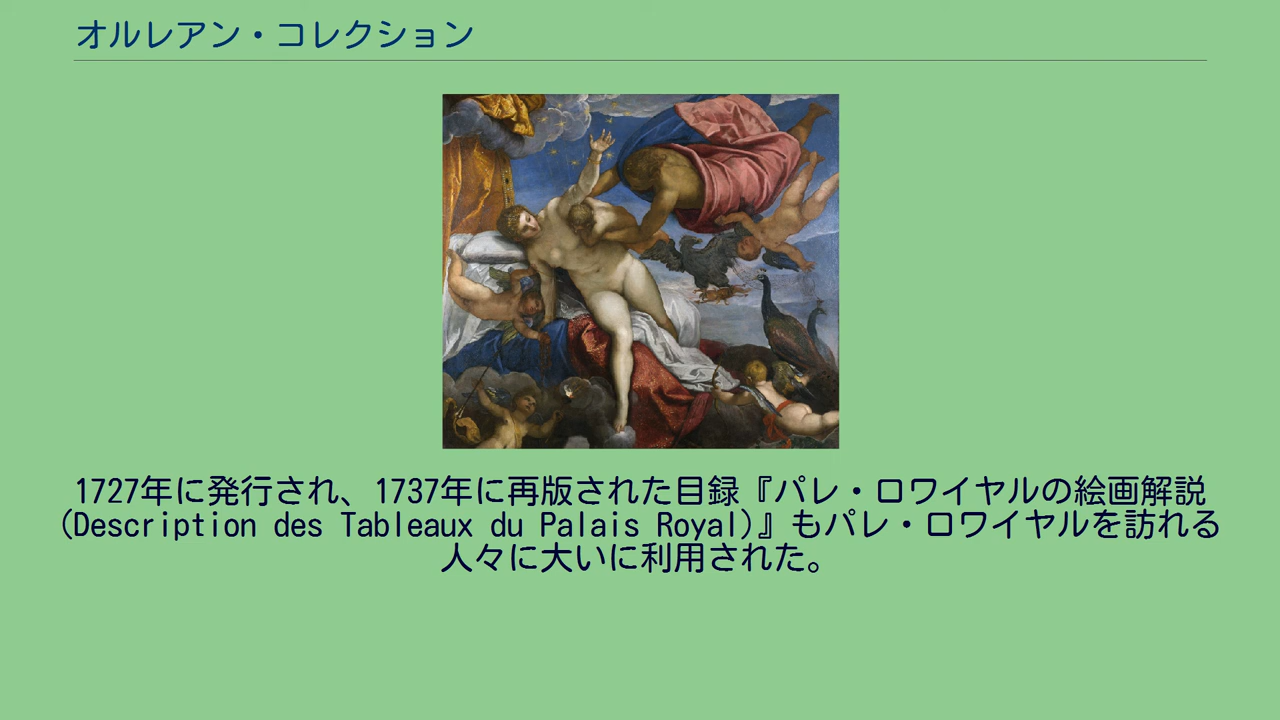 オルレアン・コレクション
1727年に発行され、1737年に再版された目録『パレ・ロワイヤルの絵画解説
(Description des Tableaux du Palais Royal)』もパレ・ロワイヤルを訪れる
人々に大いに利用された。